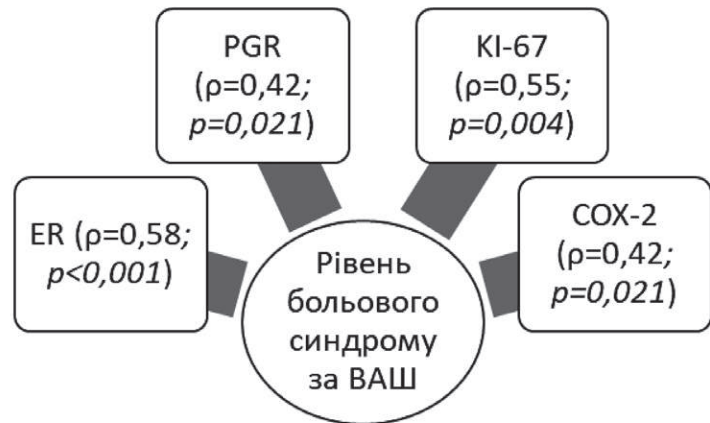 PGR
(ρ=0,42;
p=0,021)
KI-67
(ρ=0,55;
p=0,004)
ER (ρ=0,58;
p<0,001)
COX-2
(ρ=0,42;
p=0,021)
Рівень
больового
синдрому
за ВАШ